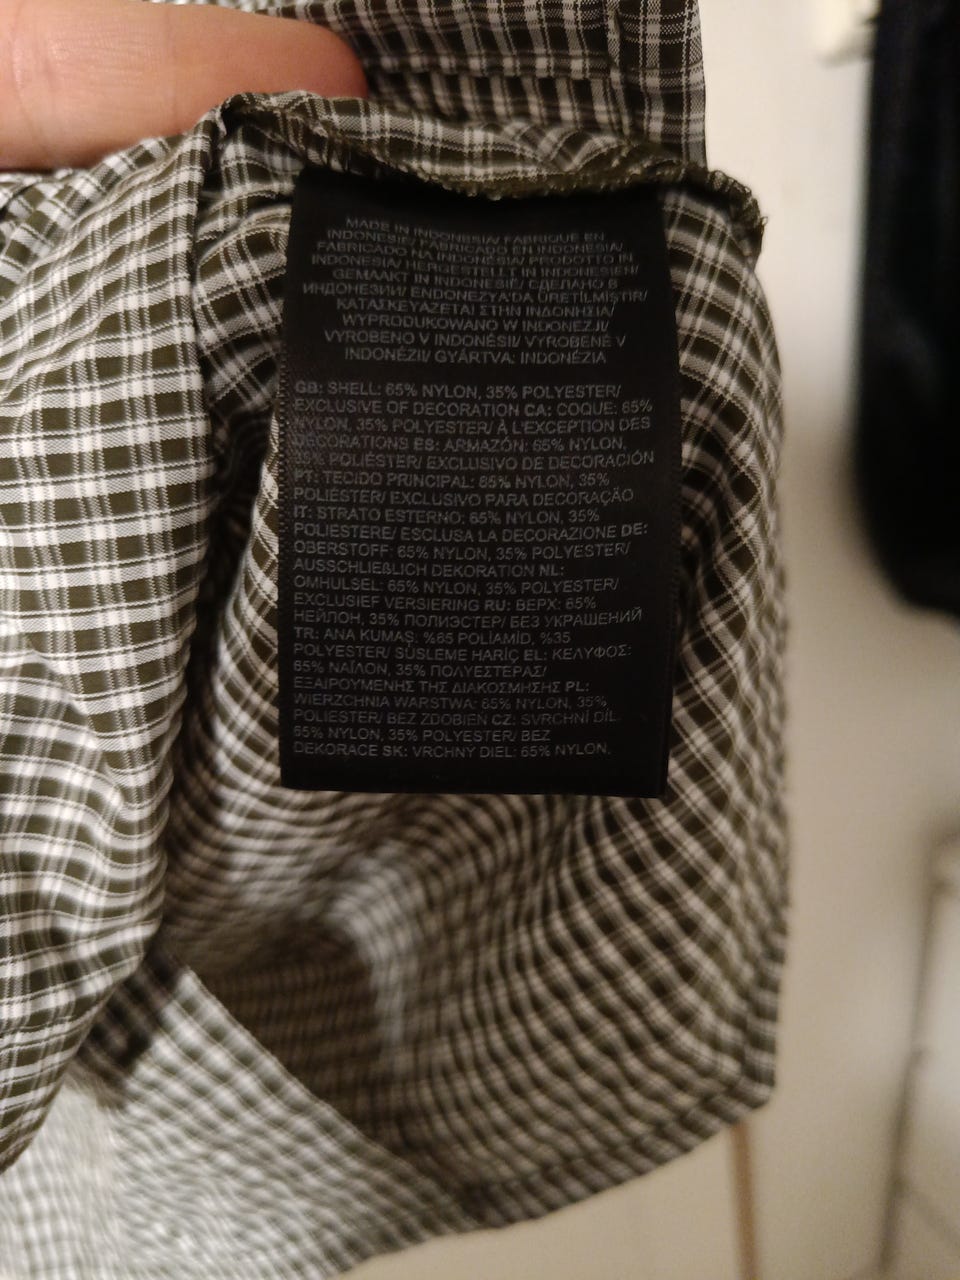 MADE IN INDONESIA/ FABRIQUE EN
INDONESIE/ FABRICADO EN INDONESIA/
FABRICADO NA INDONÉSIA/ PRODOTTO IN
INDONESIA/ HERGESTELLT IN INDONESIEN/
GEMAAKT IN INDONESIË/ СДЕЛАНО В
ИНДОНЕЗИИ/ ENDONEZYA'DA ÜRETİLMİŞTİR/
ΚΑΤΑΣΚΕΥΑΖΕΤΑΙ ΣΤΗΝ ΙΝΔΟΝΗΣΙΑ/
WYPRODUKOWANO W INDONEZJI/
VYROBENO V INDONÉSII/ VYROBENÉ V
INDONÉZII/ GYÁRTVA: INDONÉZIA
GB: SHELL: 65% NYLON, 35% POLYESTER/
EXCLUSIVE OF DECORATION CA: COQUE: 65%
NYLON, 35% POLYESTER/ À L'EXCEPTION DES
DÉCORATIONS ES: ARMAZÓN: 65% NYLON,
35% POLIÉSTER/ EXCLUSIVO DE DECORACIÓN
PT: TECIDO PRINCIPAL: 65% NYLON, 35%
POLIÉSTER/ EXCLUSIVO PARA DECORAÇÃO
IT: STRATO ESTERNO: 65% NYLON, 35%
POLIESTERE/ ESCLUSA LA DECORAZIONE DE:
OBERSTOFF: 65% NYLON, 35% POLYESTER/
AUSSCHLIEßLICH DEKORATION NL:
OMHULSEL: 65% NYLON, 35% POLYESTER/
EXCLUSIEF VERSIERING RU: ВЕРХ: 65%
НЕЙЛОН, 35% ПОЛИЭСТЕР/ БЕЗ УКРАШЕНИЙ
TR: ANA KUMAŞ: %65 POLİAMİD, %35
POLYESTER/ SÜSLEME HARİÇ EL: ΚΕΛΥΦΟΣ:
65% ΝΑΪΛΟΝ, 35% ΠΟΛΥΕΣΤΕΡΑΣ/
ΕΞΑΙΡΟΥΜΕΝΗΣ ΤΗΣ ΔΙΑΚΟΣΜΗΣΗΣ PL:
WIERZCHNIA WARSTWA: 65% NYLON, 35%
POLIESTER/ BEZ ZDOBIEŃ CZ: SVRCHNÍ DÍL:
65% NYLON, 35% POLYESTER/ BEZ
DEKORACE SK: VRCHNÝ DIEL: 65% NYLON,